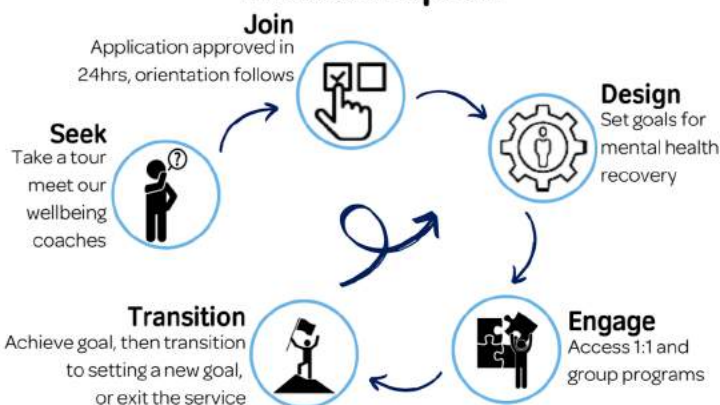 Join
Application approved in
24hrs, orientation follows
Design
Set goals for
mental health
recovery
Seek
Take a tour
meet our
wellbeing
coaches
?
Transition
Achieve goal, then transition
to setting a new goal,
or exit the service
Engage
Access 1:1 and
group programs